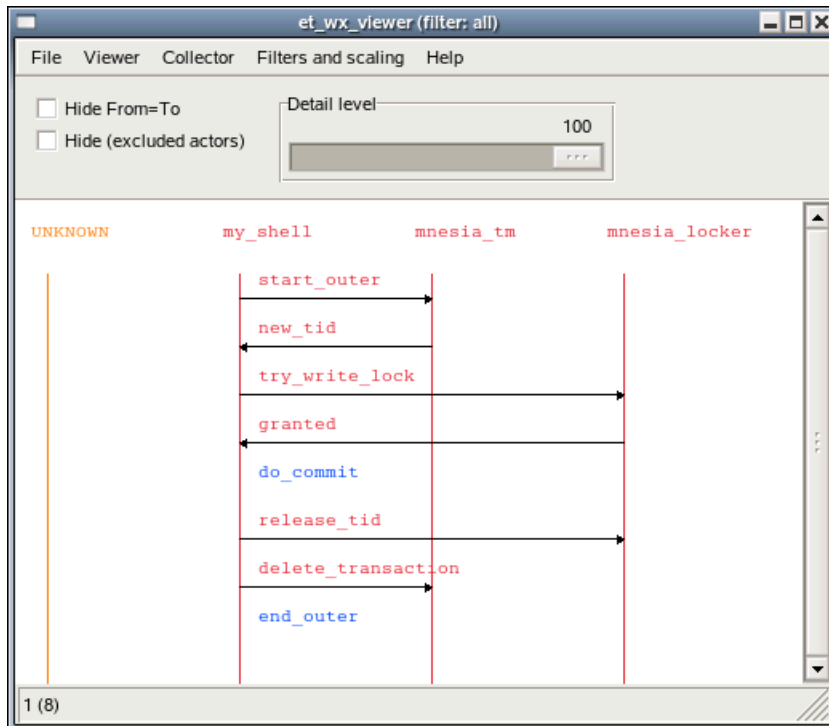 et_wx_viewer (filter: all)
File Viewer Collector Filters and scaling Help
Hide From=To
Hide (excluded actors)
Detail level
100
UNKNOWN my_shell mnesia_tm mnesia_locker
start_outer
new_tid
try_write_lock
granted
do_commit
release_tid
delete_transaction
end_outer
1 (8)